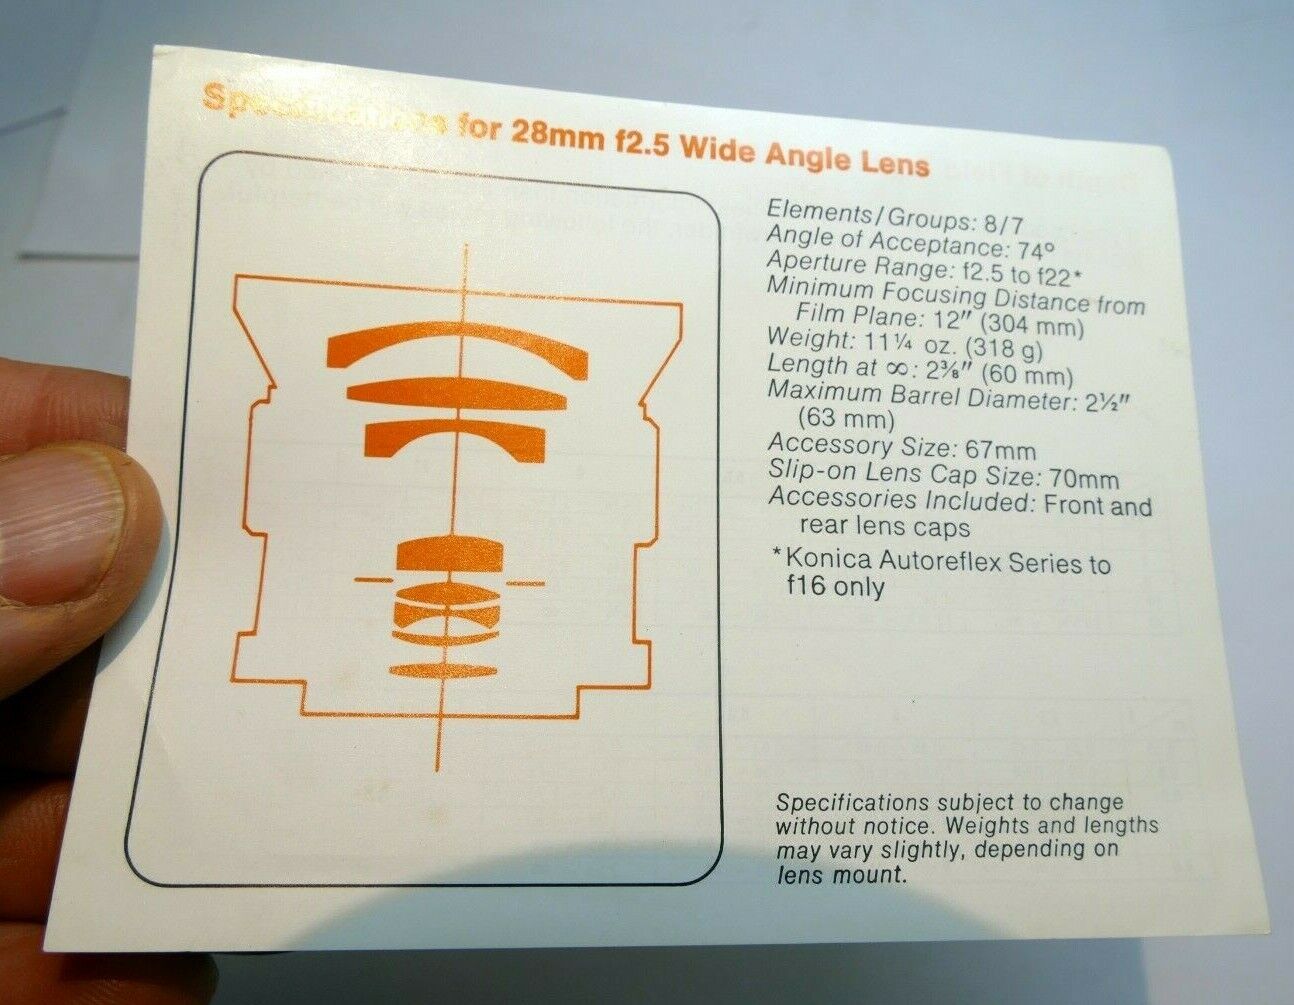 Specifications for 28mm f2.5 Wide Angle Lens
Elements/Groups: 8/7
Angle of Acceptance: 74°
Aperture Range: f2.5 to f22*
Minimum Focusing Distance from
Film Plane: 12" (304 mm)
Weight: 11¼ oz. (318 g)
Length at ∞: 2⅜" (60 mm)
Maximum Barrel Diameter: 2½"
(63 mm)
Accessory Size: 67mm
Slip-on Lens Cap Size: 70mm
Accessories Included: Front and
rear lens caps
*Konica Autoreflex Series to
f16 only
Specifications subject to change
without notice. Weights and lengths
may vary slightly, depending on
lens mount.